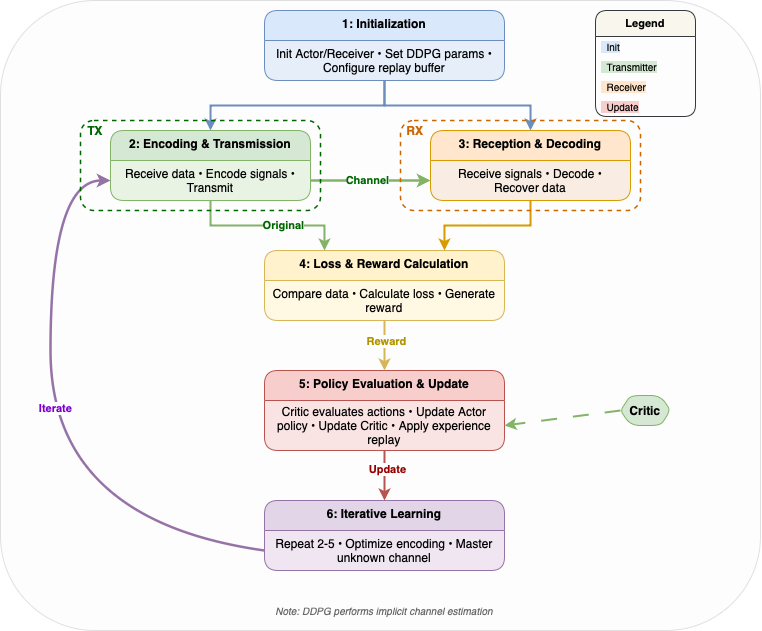 1: Initialization
Init Actor/Receiver • Set DDPG params •
Configure replay buffer
Legend
Init
Transmitter
Receiver
Update
TX
2: Encoding & Transmission
Receive data • Encode signals •
Transmit
Channel
RX
3: Reception & Decoding
Receive signals • Decode •
Recover data
Original
4: Loss & Reward Calculation
Compare data • Calculate loss • Generate
reward
Reward
5: Policy Evaluation & Update
Critic evaluates actions • Update Actor
policy • Update Critic • Apply experience
replay
Critic
Iterate
Update
6: Iterative Learning
Repeat 2-5 • Optimize encoding • Master
unknown channel
Note: DDPG performs implicit channel estimation